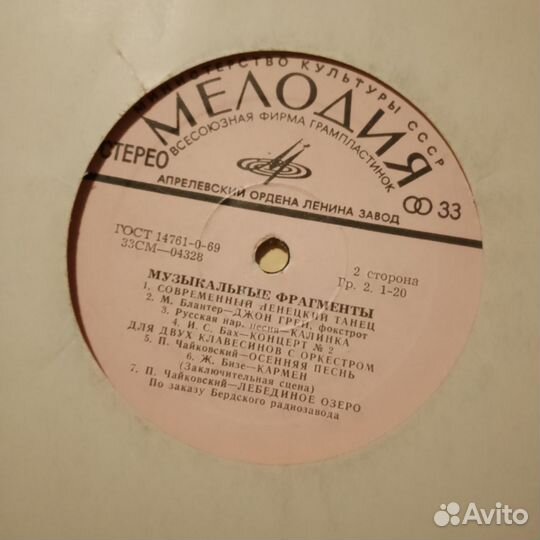 МИНИСТЕРСТВО КУЛЬТУРЫ СССР
МЕЛОДИЯ
ВСЕСОЮЗНАЯ ФИРМА ГРАМПЛАСТИНОК
СТЕРЕО
АПРЕЛЕВСКИЙ ОРДЕНА ЛЕНИНА ЗАВОД
33
ГОСТ 14761-0-69
33СМ—04328
2 сторона
Гр. 2. 1-20
МУЗЫКАЛЬНЫЕ ФРАГМЕНТЫ
1. СОВРЕМЕННЫЙ НЕНЕЦКИЙ ТАНЕЦ
2. М. Блантер—ДЖОН ГРЕЙ, фокстрот
3. Русская нар. песня—КАЛИНКА
4. И. С. Бах—КОНЦЕРТ № 2
ДЛЯ ДВУХ КЛАВЕСИНОВ С ОРКЕСТРОМ
5. П. Чайковский—ОСЕННЯЯ ПЕСНЬ
6. Ж. Бизе—КАРМЕН
(Заключительная сцена)
7. П. Чайковский—ЛЕБЕДИНОЕ ОЗЕРО
По заказу Бердского радиозавода
Avito